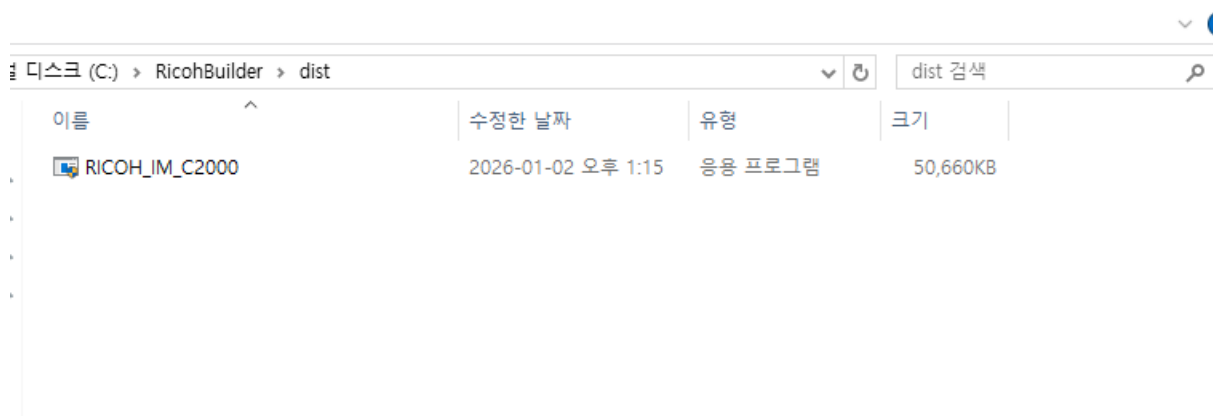 디스크 (C:) > RicohBuilder > dist
dist 검색
이름 수정한 날짜 유형 크기
RICOH_IM_C2000 2026-01-02 오후 1:15 응용 프로그램 50,660KB